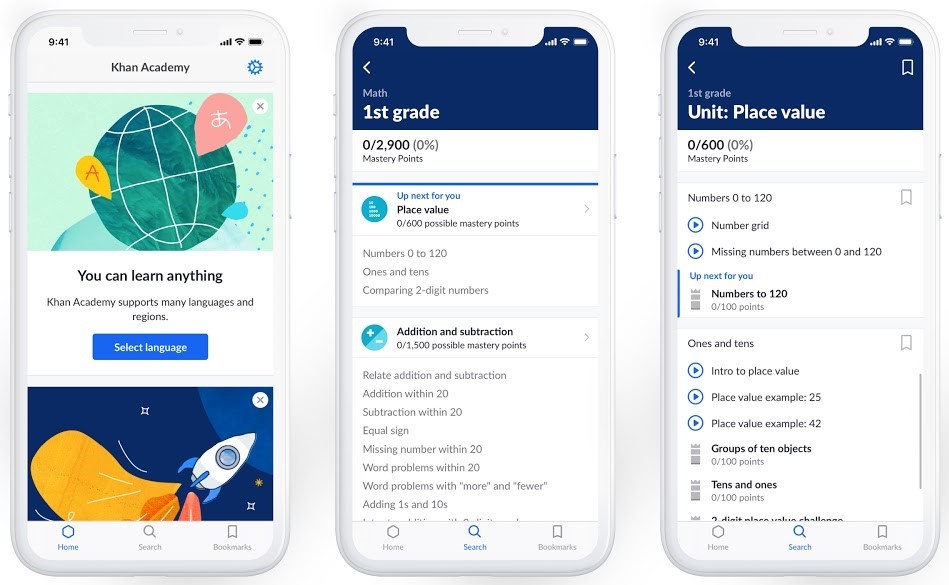 9:41
Khan Academy
あ
A
You can learn anything
Khan Academy supports many languages and
regions.
Select language
Home
Search
Bookmarks
9:41
Math
1st grade
0/2,900 (0%)
Mastery Points
Up next for you
Place value
0/600 possible mastery points
Numbers 0 to 120
Ones and tens
Comparing 2-digit numbers
Addition and subtraction
0/1,500 possible mastery points
Relate addition and subtraction
Addition within 20
Subtraction within 20
Equal sign
Missing number within 20
Word problems within 20
Word problems with "more" and "fewer"
Adding 1s and 10s
Home
Search
Bookmarks
9:41
1st grade
Unit: Place value
0/600 (0%)
Mastery Points
Numbers 0 to 120
Number grid
Missing numbers between 0 and 120
Up next for you
Numbers to 120
0/100 points
Ones and tens
Intro to place value
Place value example: 25
Place value example: 42
Groups of ten objects
0/100 points
Tens and ones
0/100 points
2-digit place value challenge
Home
Search
Bookmarks